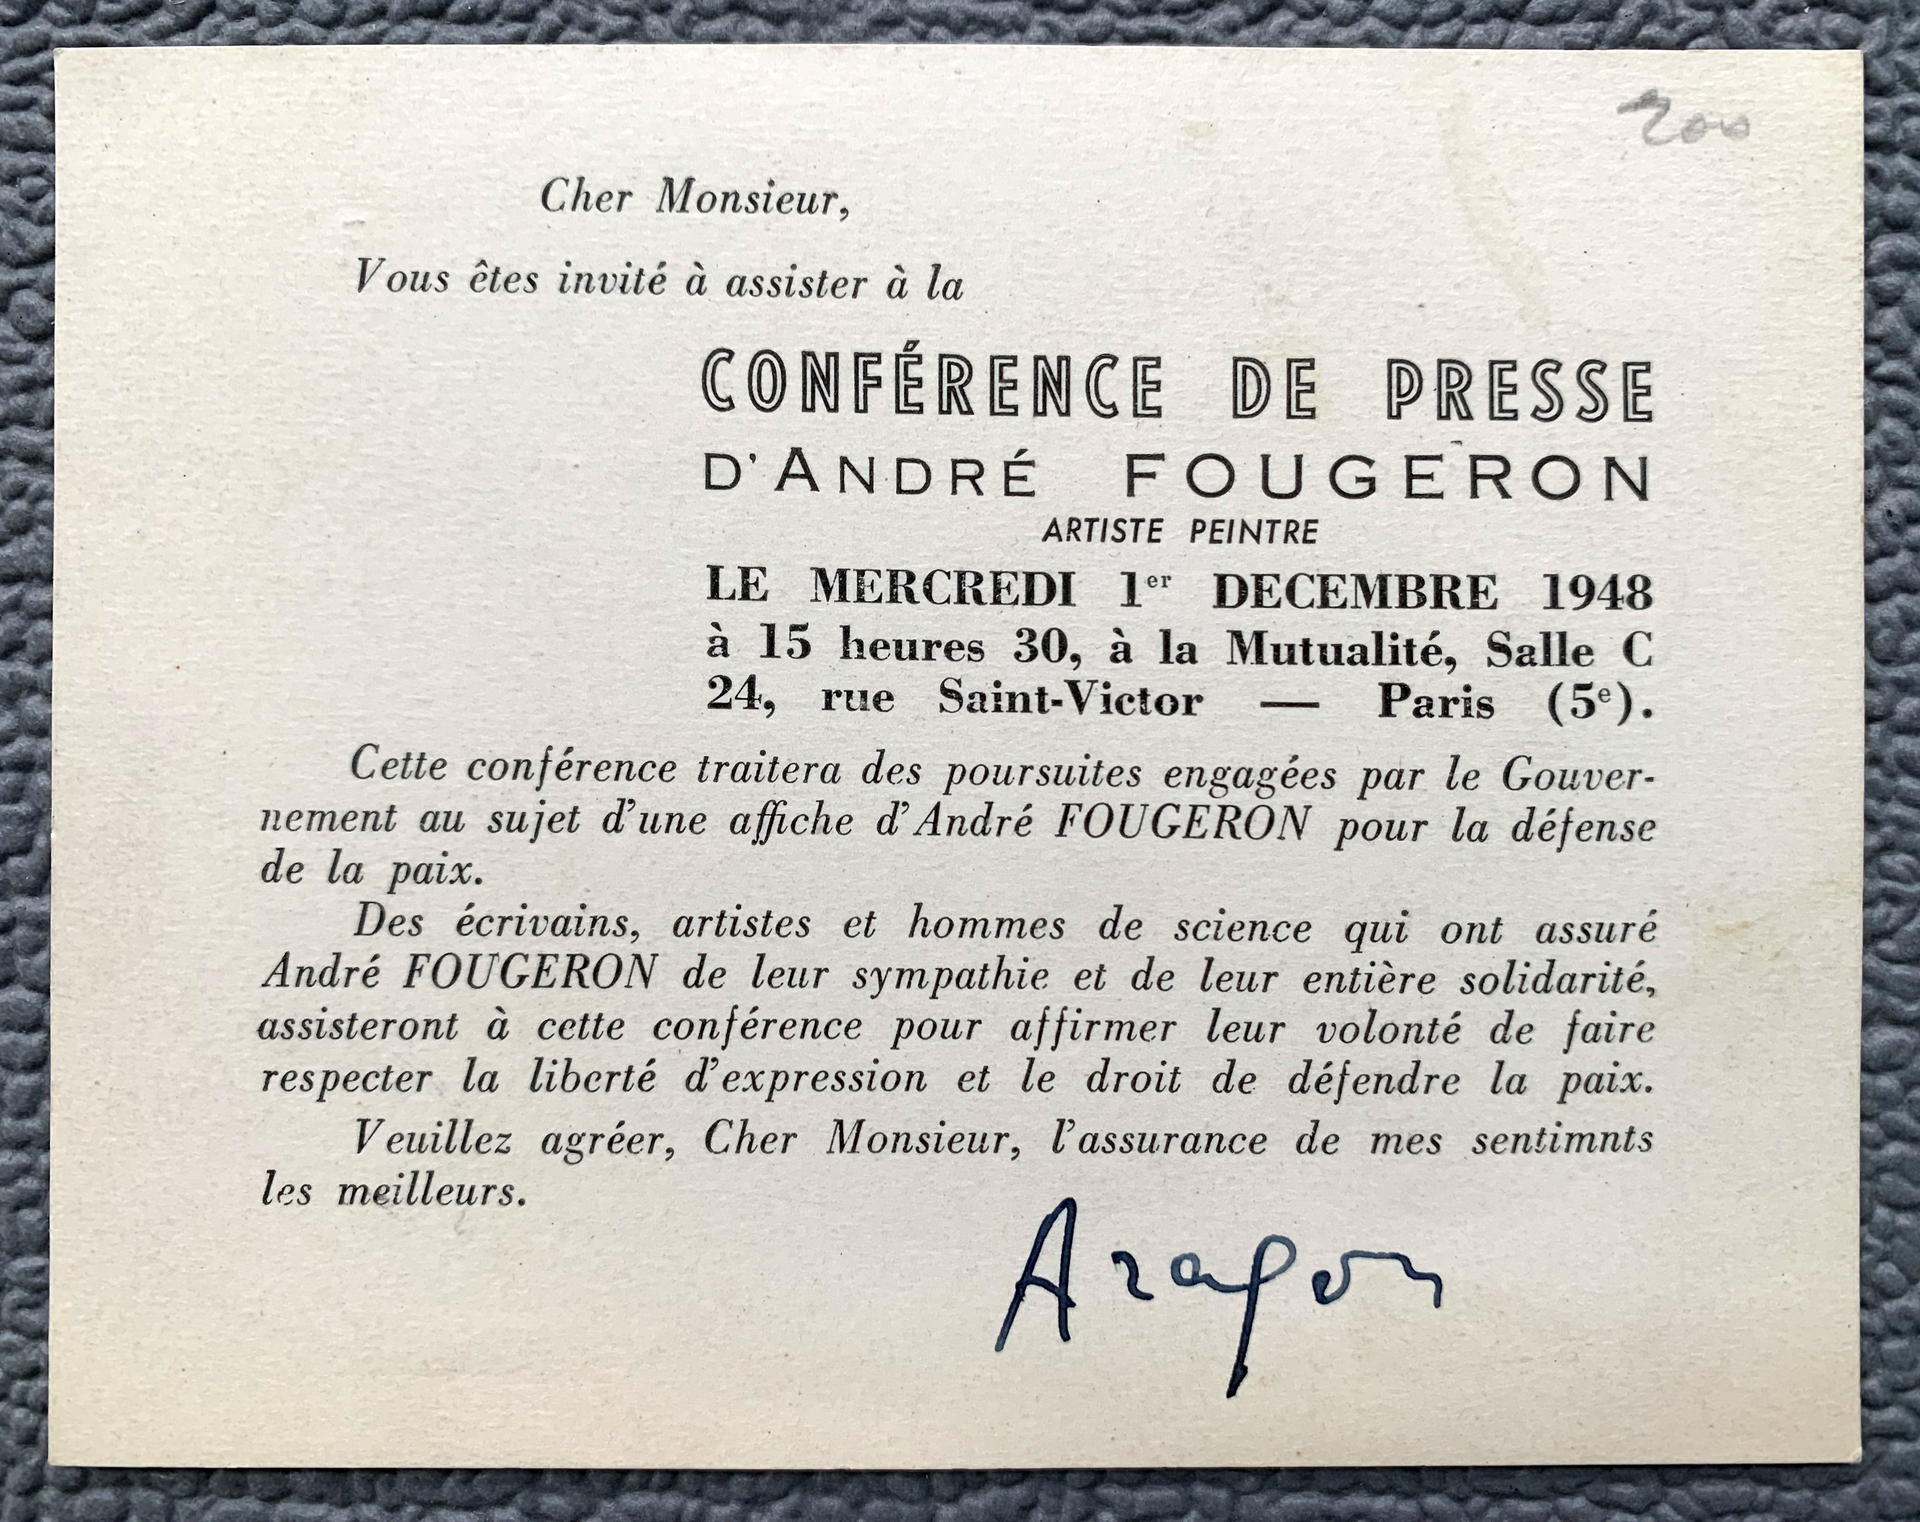 200
Cher Monsieur,
Vous êtes invité à assister à la
CONFÉRENCE DE PRESSE
D'ANDRÉ FOUGERON
ARTISTE PEINTRE
LE MERCREDI 1er DECEMBRE 1948
à 15 heures 30, à la Mutualité, Salle C
24, rue Saint-Victor — Paris (5e).
Cette conférence traitera des poursuites engagées par le Gouver-
nement au sujet d'une affiche d'André FOUGERON pour la défense
de la paix.
Des écrivains, artistes et hommes de science qui ont assuré
André FOUGERON de leur sympathie et de leur entière solidarité,
assisteront à cette conférence pour affirmer leur volonté de faire
respecter la liberté d'expression et le droit de défendre la paix.
Veuillez agréer, Cher Monsieur, l'assurance de mes sentimnts
les meilleurs.
Aragon